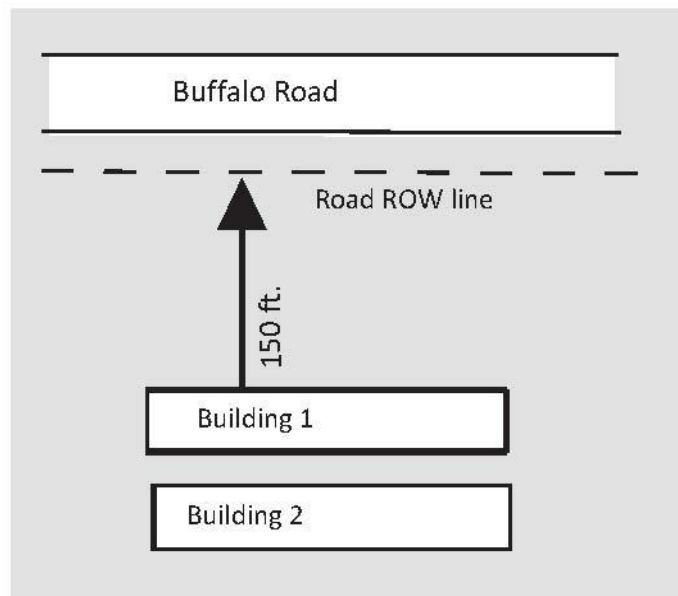 Buffalo Road
Road ROW line
150 ft.
Building 1
Building 2